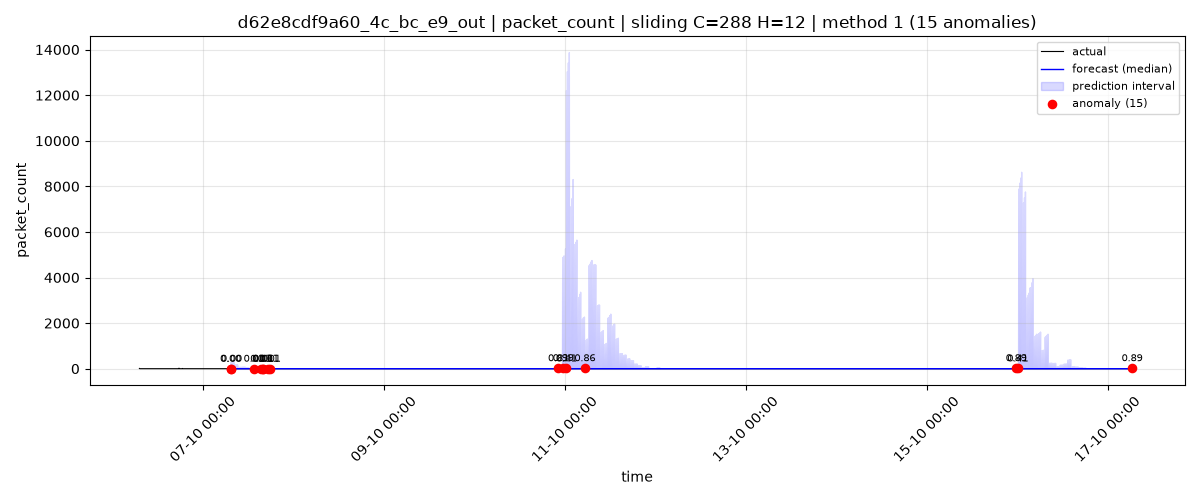 d62e8cdf9a60_4c_bc_e9_out | packet_count | sliding C=288 H=12 | method 1 (15 anomalies)
actual
forecast (median)
prediction interval
anomaly (15)
packet_count
14000
12000
10000
8000
6000
4000
2000
0
0.86
0.89
07-10 00:00
09-10 00:00
11-10 00:00
13-10 00:00
15-10 00:00
17-10 00:00
time